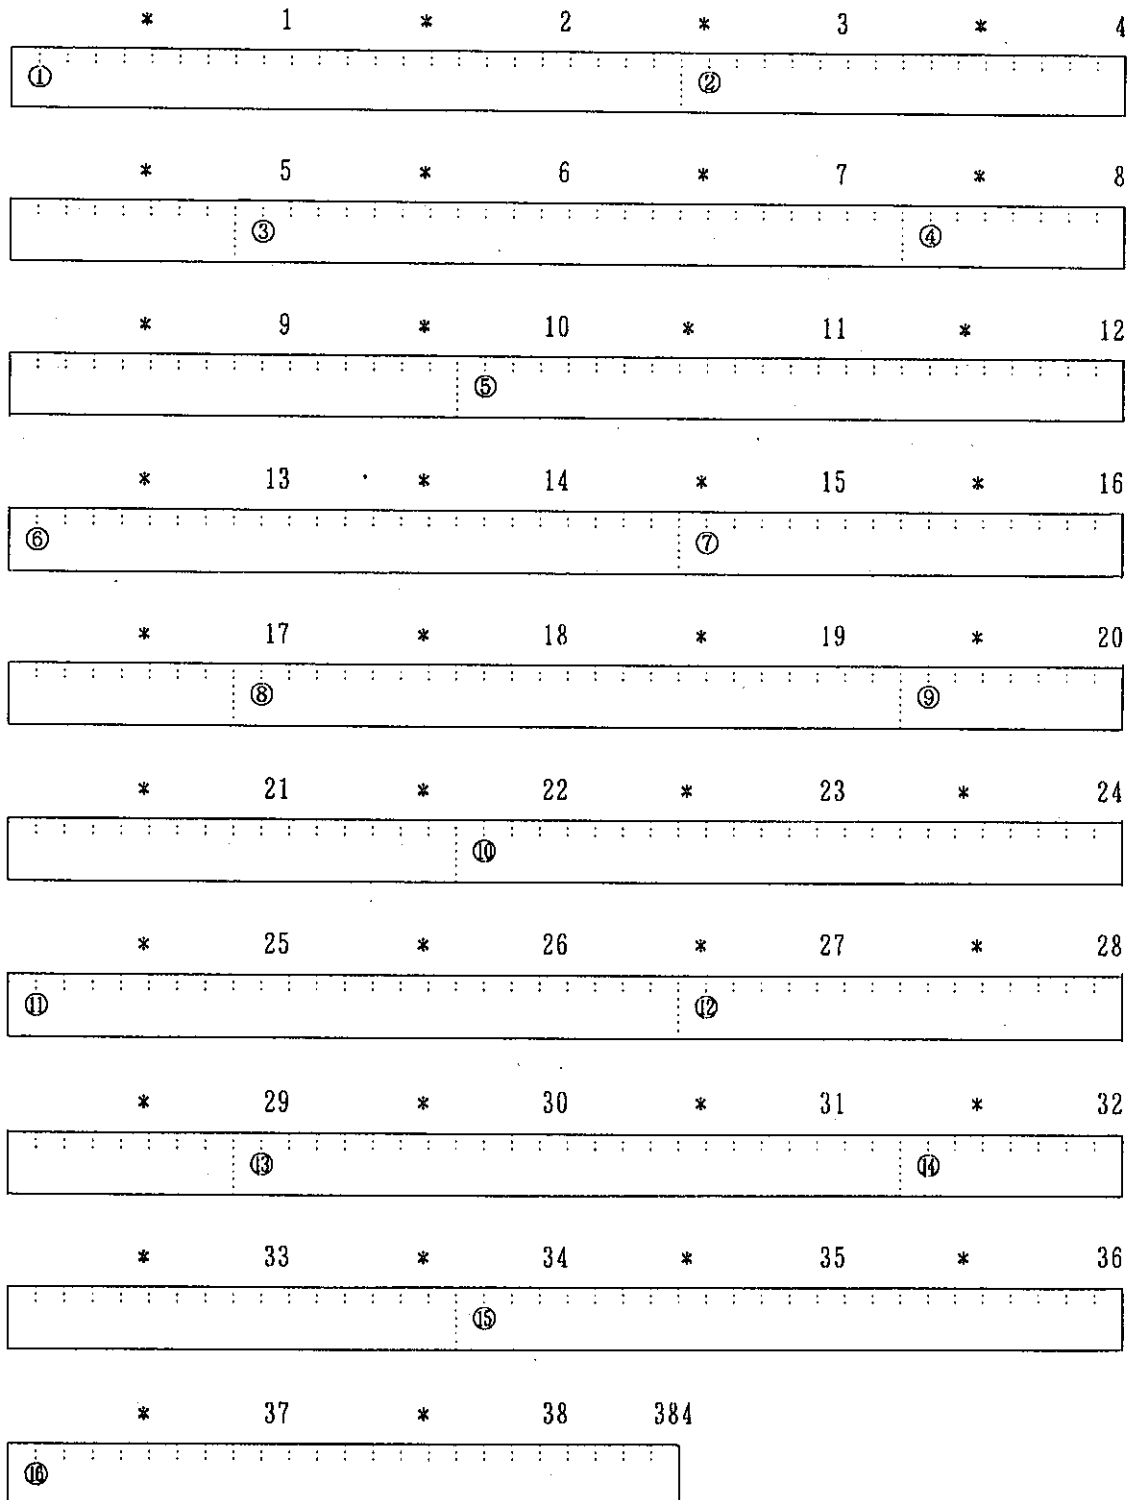 * 1 * 2 * 3 * 4
① ②
* 5 * 6 * 7 * 8
③ ④
* 9 * 10 * 11 * 12
⑤
* 13 * 14 * 15 * 16
⑥ ⑦
* 17 * 18 * 19 * 20
⑧ ⑨
* 21 * 22 * 23 * 24
⑩
* 25 * 26 * 27 * 28
⑪ ⑫
* 29 * 30 * 31 * 32
⑬ ⑭
* 33 * 34 * 35 * 36
⑮
* 37 * 38 384
⑯